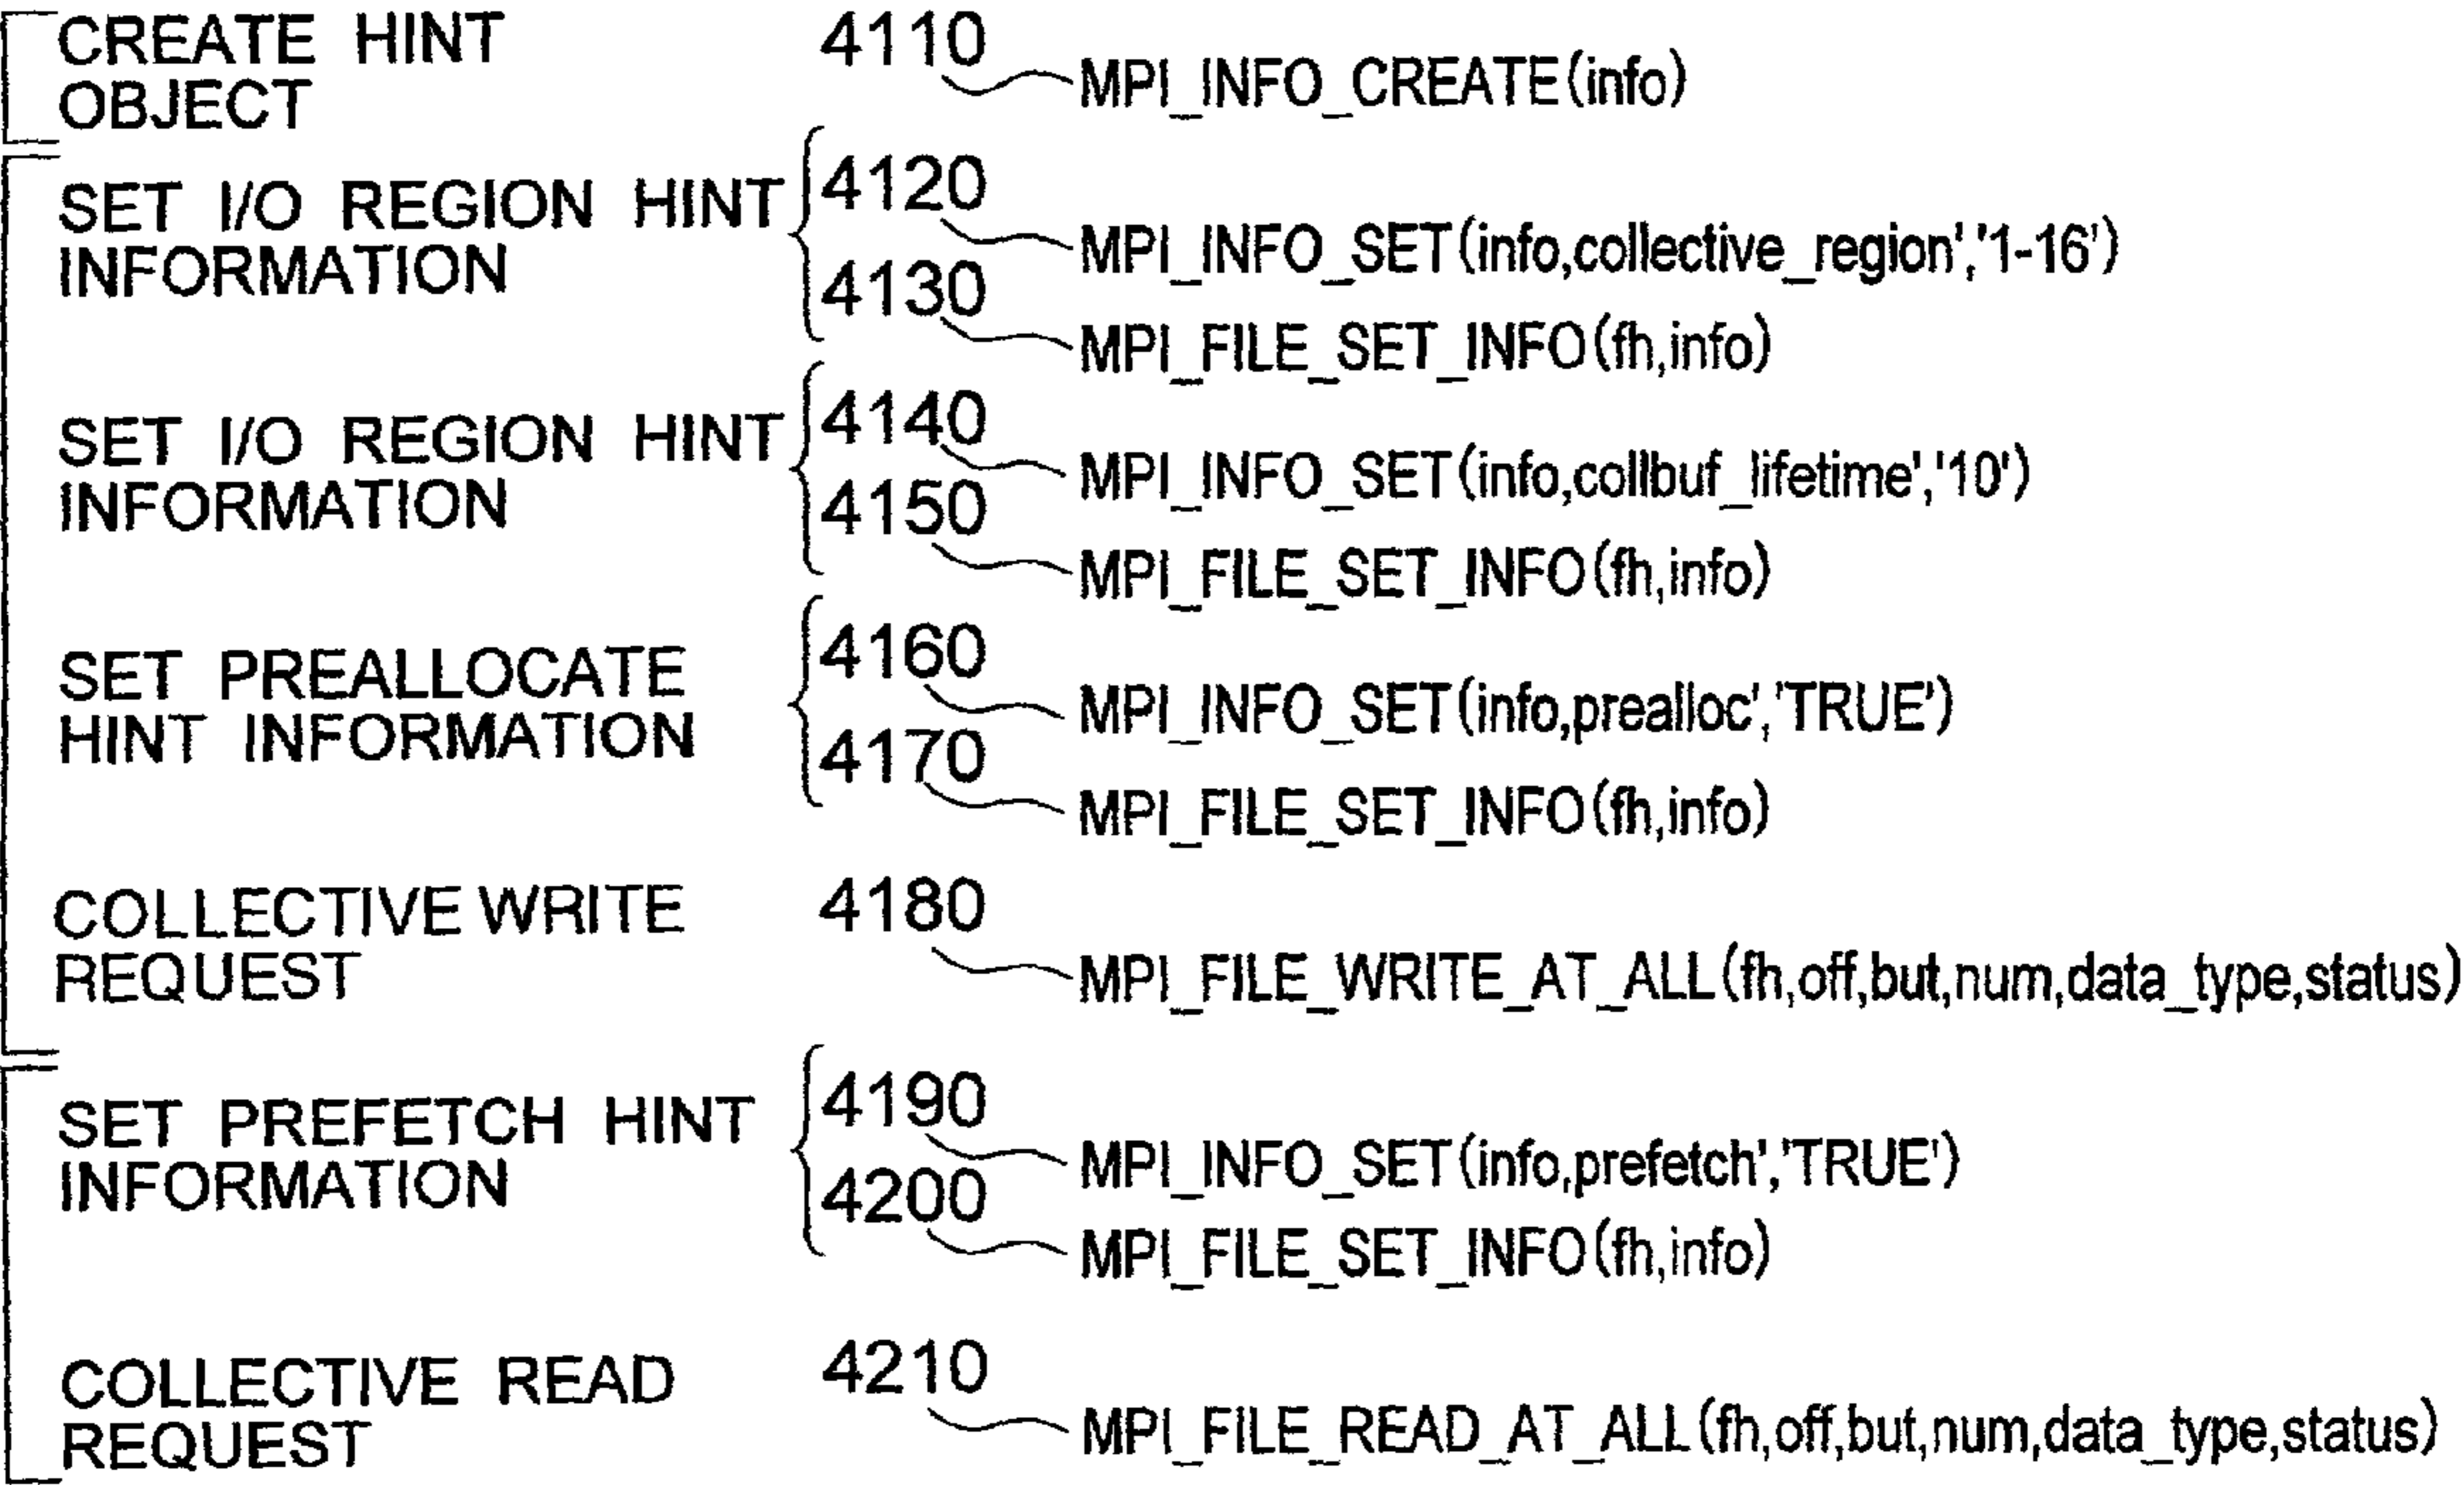 CREATE HINT
OBJECT
4110
MPI_INFO_CREATE(info)
SET I/O REGION HINT
INFORMATION
4120
MPI_INFO_SET(info,collective_region','1-16')
4130
MPI_FILE_SET_INFO(fh,info)
SET I/O REGION HINT
INFORMATION
4140
MPI_INFO_SET(info,collbuf_lifetime','10')
4150
MPI_FILE_SET_INFO(fh,info)
SET PREALLOCATE
HINT INFORMATION
4160
MPI_INFO_SET(info,prealloc','TRUE')
4170
MPI_FILE_SET_INFO(fh,info)
COLLECTIVE WRITE
REQUEST
4180
MPI_FILE_WRITE_AT_ALL(fh,off,but,num,data_type,status)
SET PREFETCH HINT
INFORMATION
4190
MPI_INFO_SET(info,prefetch','TRUE')
4200
MPI_FILE_SET_INFO(fh,info)
COLLECTIVE READ
REQUEST
4210
MPI_FILE_READ_AT_ALL(fh,off,but,num,data_type,status)